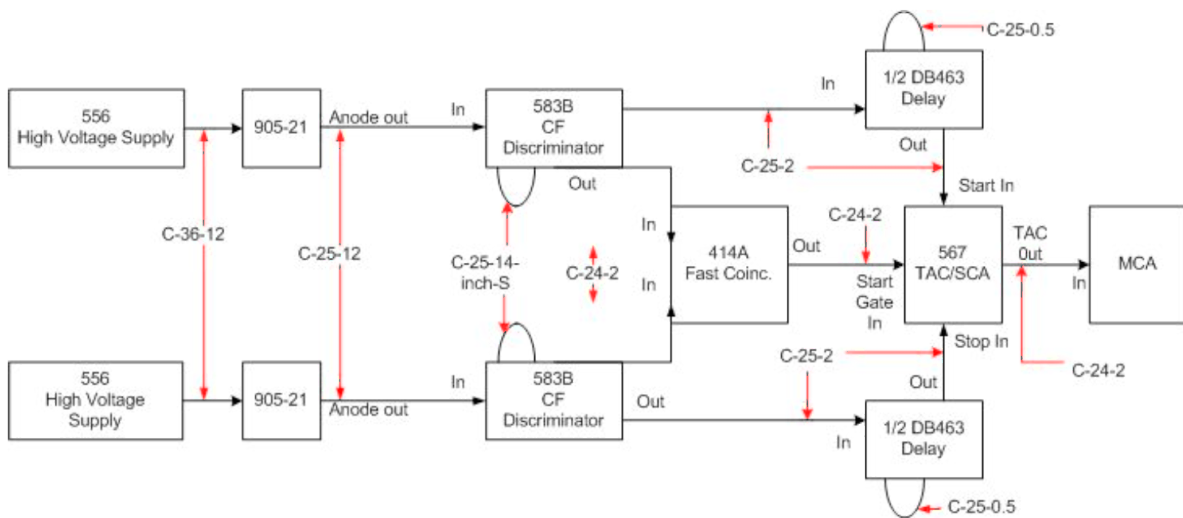 C-25-0.5
1/2 DB463
Delay
In
556
High Voltage Supply
905-21
Anode out
In
583B
CF
Discriminator
Out
C-25-2
Out
Start In
C-36-12
C-25-12
C-25-14-
inch-S
C-24-2
In
In
414A
Fast Coinc.
Out
C-24-2
Start
Gate
In
567
TAC/SCA
TAC
0ut
In
MCA
Stop In
C-24-2
C-25-2
Out
556
High Voltage
Supply
905-21
Anode out
In
583B
CF
Discriminator
Out
In
1/2 DB463
Delay
C-25-0.5